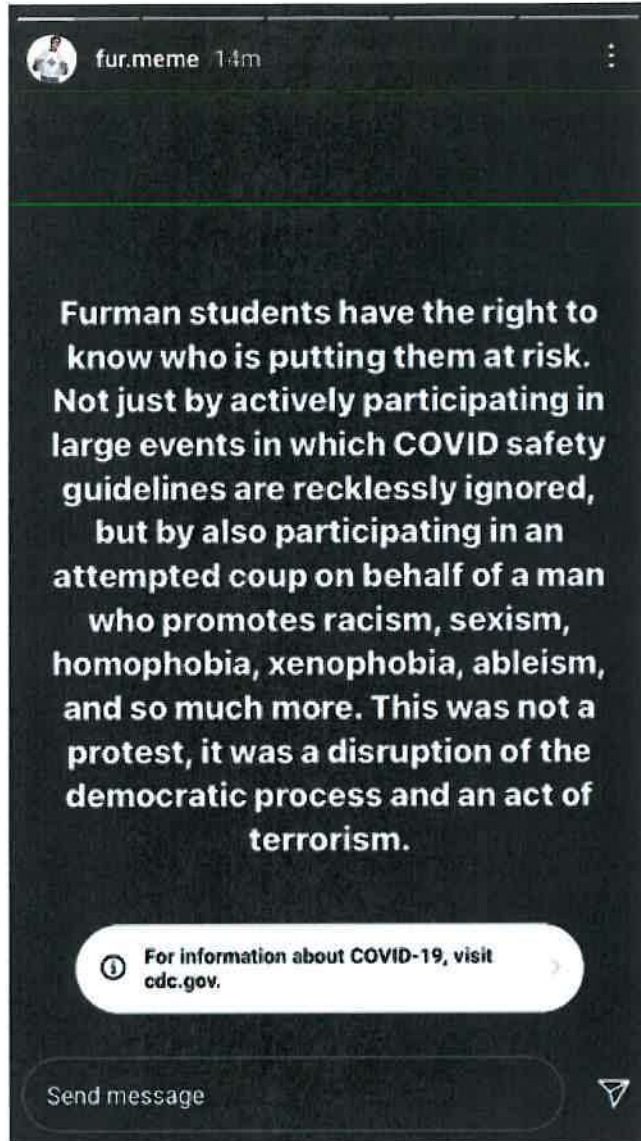 fur.meme 14m
Furman students have the right to
know who is putting them at risk.
Not just by actively participating in
large events in which COVID safety
guidelines are recklessly ignored,
but by also participating in an
attempted coup on behalf of a man
who promotes racism, sexism,
homophobia, xenophobia, ableism,
and so much more. This was not a
protest, it was a disruption of the
democratic process and an act of
terrorism.
For information about COVID-19, visit
cdc.gov.
Send message